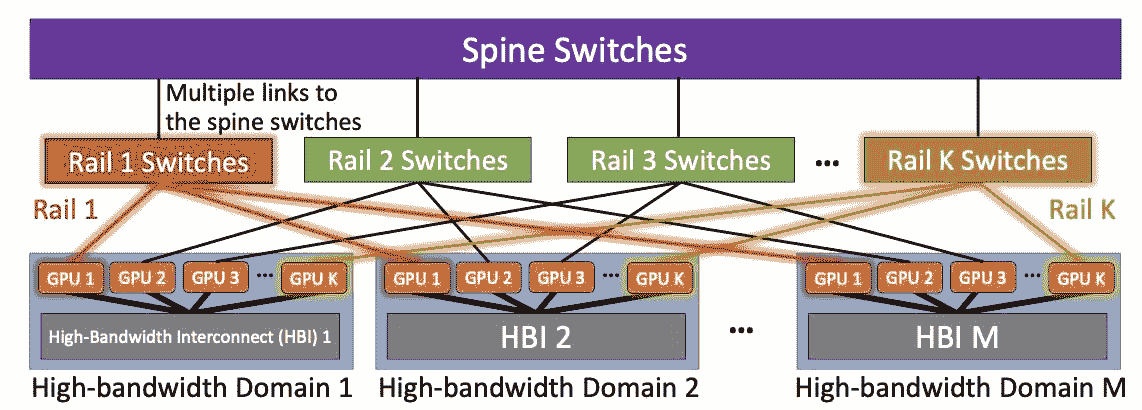 Spine Switches
Multiple links to
the spine switches
Rail 1 Switches
Rail 2 Switches
Rail 3 Switches
...
Rail K Switches
Rail 1
Rail K
GPU 1
GPU 2
GPU 3
...
GPU K
GPU 1
GPU 2
GPU 3
...
GPU K
GPU 1
GPU 2
GPU 3
...
GPU K
High-Bandwidth Interconnect (HBI) 1
HBI 2
...
HBI M
High-bandwidth Domain 1
High-bandwidth Domain 2
High-bandwidth Domain M